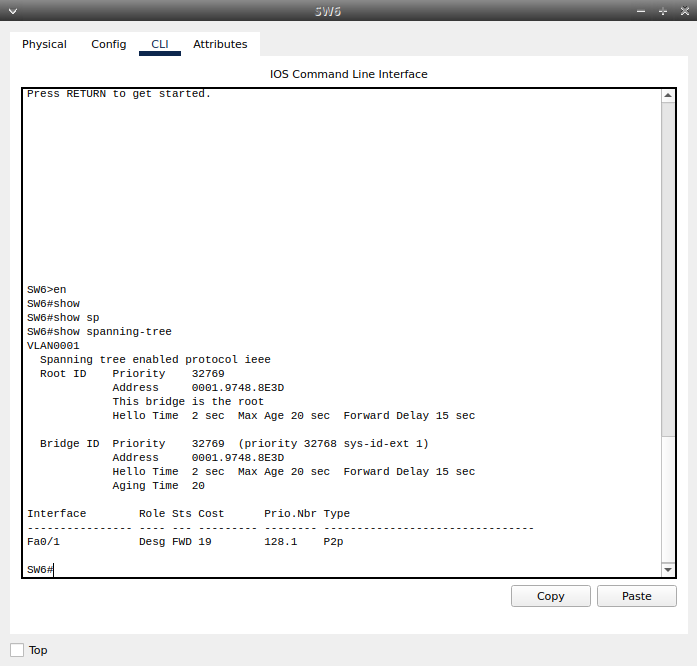 SW6
Physical Config CLI Attributes
IOS Command Line Interface
Press RETURN to get started.
SW6>en
SW6#show
SW6#show sp
SW6#show spanning-tree
VLAN0001
  Spanning tree enabled protocol ieee
  Root ID    Priority    32769
             Address     0001.9748.8E3D
             This bridge is the root
             Hello Time  2 sec  Max Age 20 sec  Forward Delay 15 sec
  Bridge ID  Priority    32769  (priority 32768 sys-id-ext 1)
             Address     0001.9748.8E3D
             Hello Time  2 sec  Max Age 20 sec  Forward Delay 15 sec
             Aging Time  20
Interface        Role Sts Cost      Prio.Nbr Type
---------------- ---- --- --------- -------- --------------------------------
Fa0/1            Desg FWD 19        128.1    P2p
SW6#
Copy Paste
Top